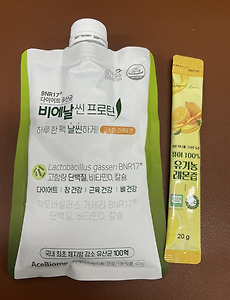 BNR17®
다이어트 유산균
비에날씬 프로틴
하루 한 팩 날씬하게!
Lactobacillus gasseri BNR17®
고함량 단백질, 비타민D, 칼슘
다이어트 | 장 건강 | 근육 건강 | 뼈 건강
락토바실러스 가세리 BNR17®
단백질, 비타민D, 칼슘
국내 최초 체지방 감소 유산균 100억
AceBiome
퓨어 100%
유기농
레몬즙
20 g